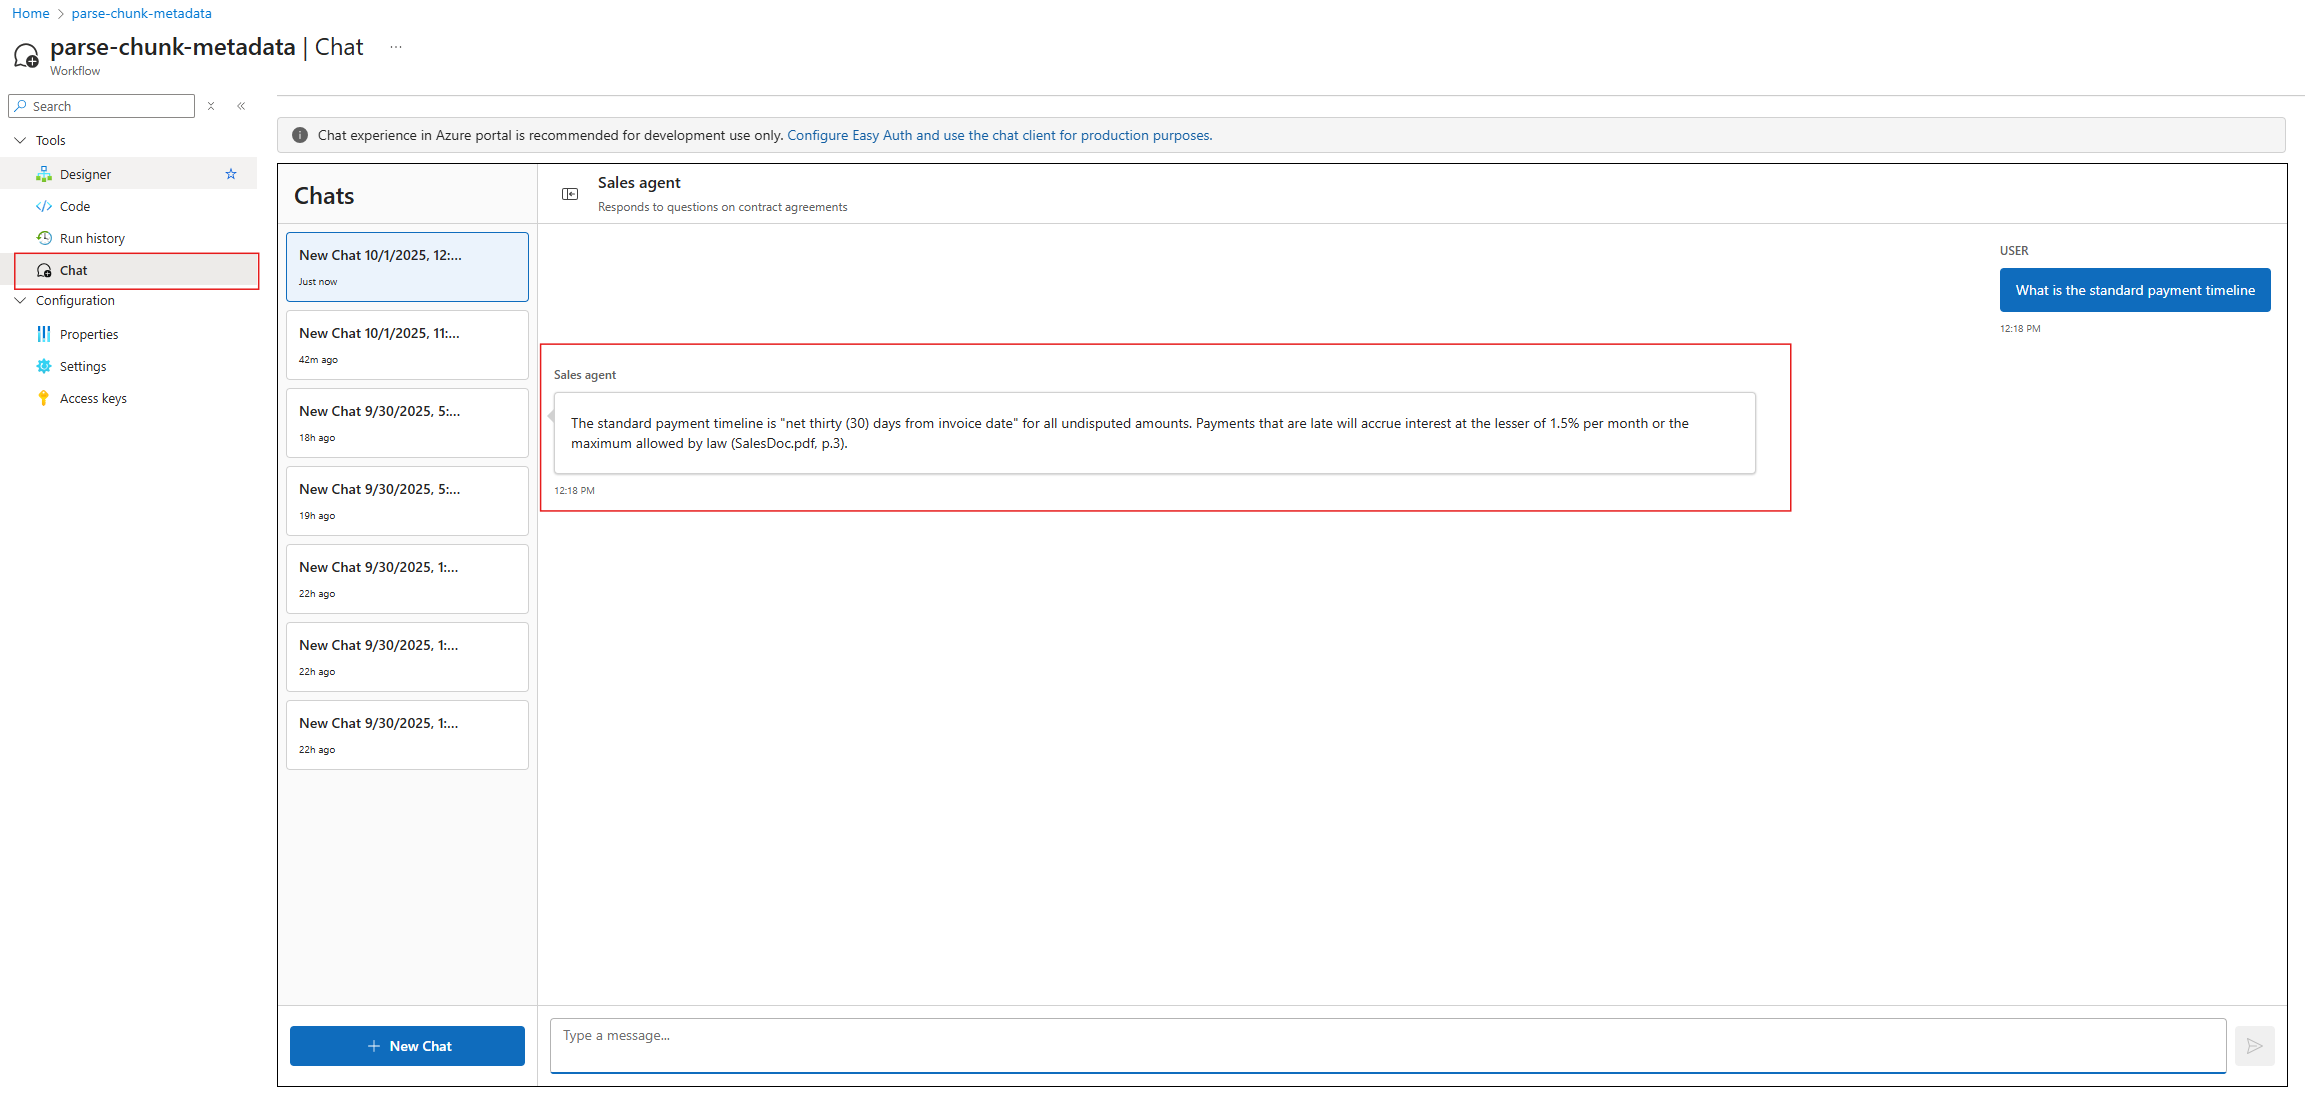 Home > parse-chunk-metadata
parse-chunk-metadata | Chat ...
Workflow
Search
Tools
Designer
Code
Run history
Chat
Configuration
Properties
Settings
Access keys
Chat experience in Azure portal is recommended for development use only. Configure Easy Auth and use the chat client for production purposes.
Chats
New Chat 10/1/2025, 12:...
Just now
New Chat 10/1/2025, 11:...
42m ago
New Chat 9/30/2025, 5:...
18h ago
New Chat 9/30/2025, 5:...
19h ago
New Chat 9/30/2025, 1:...
22h ago
New Chat 9/30/2025, 1:...
22h ago
New Chat 9/30/2025, 1:...
22h ago
+ New Chat
Sales agent
Responds to questions on contract agreements
USER
What is the standard payment timeline
12:18 PM
Sales agent
The standard payment timeline is "net thirty (30) days from invoice date" for all undisputed amounts. Payments that are late will accrue interest at the lesser of 1.5% per month or the
maximum allowed by law (SalesDoc.pdf, p.3).
12:18 PM
Type a message...